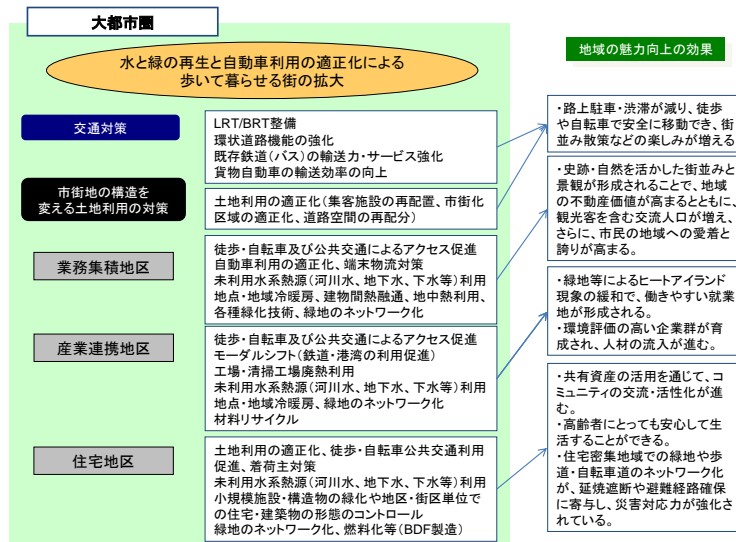 大都市圏
水と緑の再生と自動車利用の適正化による
歩いて暮らせる街の拡大
地域の魅力向上の効果
交通対策
LRT/BRT整備
環状道路機能の強化
既存鉄道(バス)の輸送力・サービス強化
貨物自動車の輸送効率の向上
市街地の構造を
変える土地利用の対策
土地利用の適正化(集客施設の再配置、市街化
区域の適正化、道路空間の再配分)
業務集積地区
徒歩・自転車及び公共交通によるアクセス促進
自動車利用の適正化、端末物流対策
未利用水系熱源(河川水、地下水、下水等)利用
地点・地域冷暖房、建物間熱融通、地中熱利用、
各種緑化技術、緑地のネットワーク化
産業連携地区
徒歩・自転車及び公共交通によるアクセス促進
モーダルシフト(鉄道・港湾の利用促進)
工場・清掃工場廃熱利用
未利用水系熱源(河川水、地下水、下水等)利用
地点・地域冷暖房、緑地のネットワーク化
材料リサイクル
住宅地区
土地利用の適正化、徒歩・自転車公共交通利用
促進、着荷主対策
未利用水系熱源(河川水、地下水、下水等)利用
小規模施設・構造物の緑化や地区・街区単位で
の住宅・建築物の形態のコントロール
緑地のネットワーク化、燃料化等(BDF製造)
・路上駐車・渋滞が減り、徒歩
や自転車で安全に移動でき、街
並み散策などの楽しみが増える
・史跡・自然を活かした街並みと
景観が形成されることで、地域
の不動産価値が高まるとともに、
観光客を含む交流人口が増え、
さらに、市民の地域への愛着と
誇りが高まる。
・緑地等によるヒートアイランド
現象の緩和で、働きやすい就業
地が形成される。
・環境評価の高い企業群が育
成され、人材の流入が進む。
・共有資産の活用を通じて、コ
ミュニティの交流・活性化が進
む。
・高齢者にとっても安心して生
活することができる。
・住宅密集地域での緑地や歩
道・自転車道のネットワーク化
が、延焼遮断や避難経路確保
に寄与し、災害対応力が強化さ
れている。